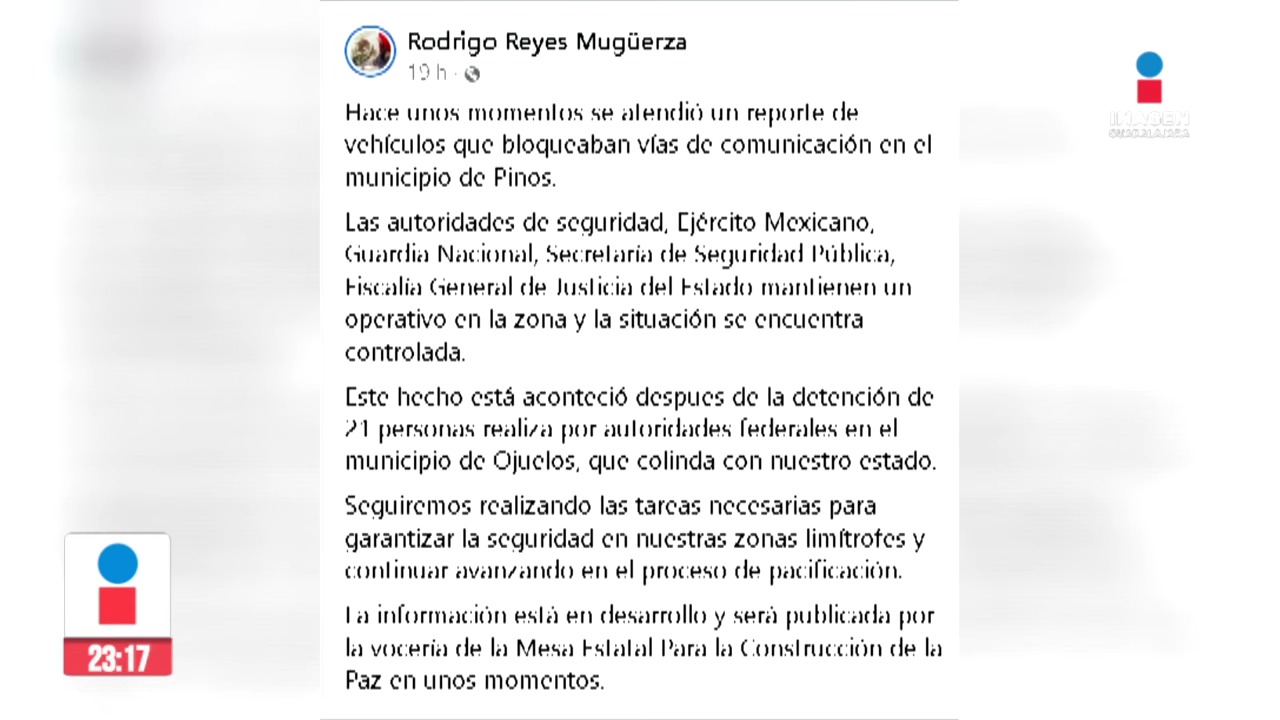 Rodrigo Reyes Mugüerza
19 h ·
IMAGEN
GUADALAJARA
Hace unos momentos se atendió un reporte de
vehículos que bloqueaban vías de comunicación en el
municipio de Pinos.
Las autoridades de seguridad, Ejército Mexicano,
Guardia Nacional, Secretaría de Seguridad Pública,
Fiscalía General de Justicia del Estado mantienen un
operativo en la zona y la situación se encuentra
controlada.
Este hecho está aconteció despues de la detención de
21 personas realiza por autoridades federales en el
municipio de Ojuelos, que colinda con nuestro estado.
Seguiremos realizando las tareas necesarias para
garantizar la seguridad en nuestras zonas limítrofes y
continuar avanzando en el proceso de pacificación.
La información está en desarrollo y será publicada por
la vocería de la Mesa Estatal Para la Construcción de la
Paz en unos momentos.
23:17